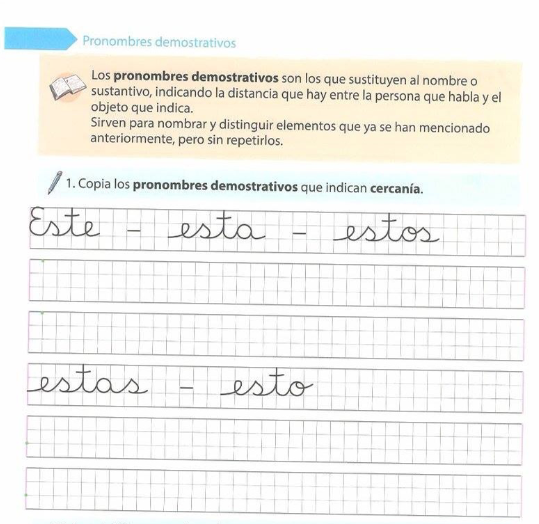 Pronombres demostrativos
Los pronombres demostrativos son los que sustituyen al nombre o
sustantivo, indicando la distancia que hay entre la persona que habla y el
objeto que indica.
Sirven para nombrar y distinguir elementos que ya se han mencionado
anteriormente, pero sin repetirlos.
1. Copia los pronombres demostrativos que indican cercanía.
Este - esta - estos
estas - esto